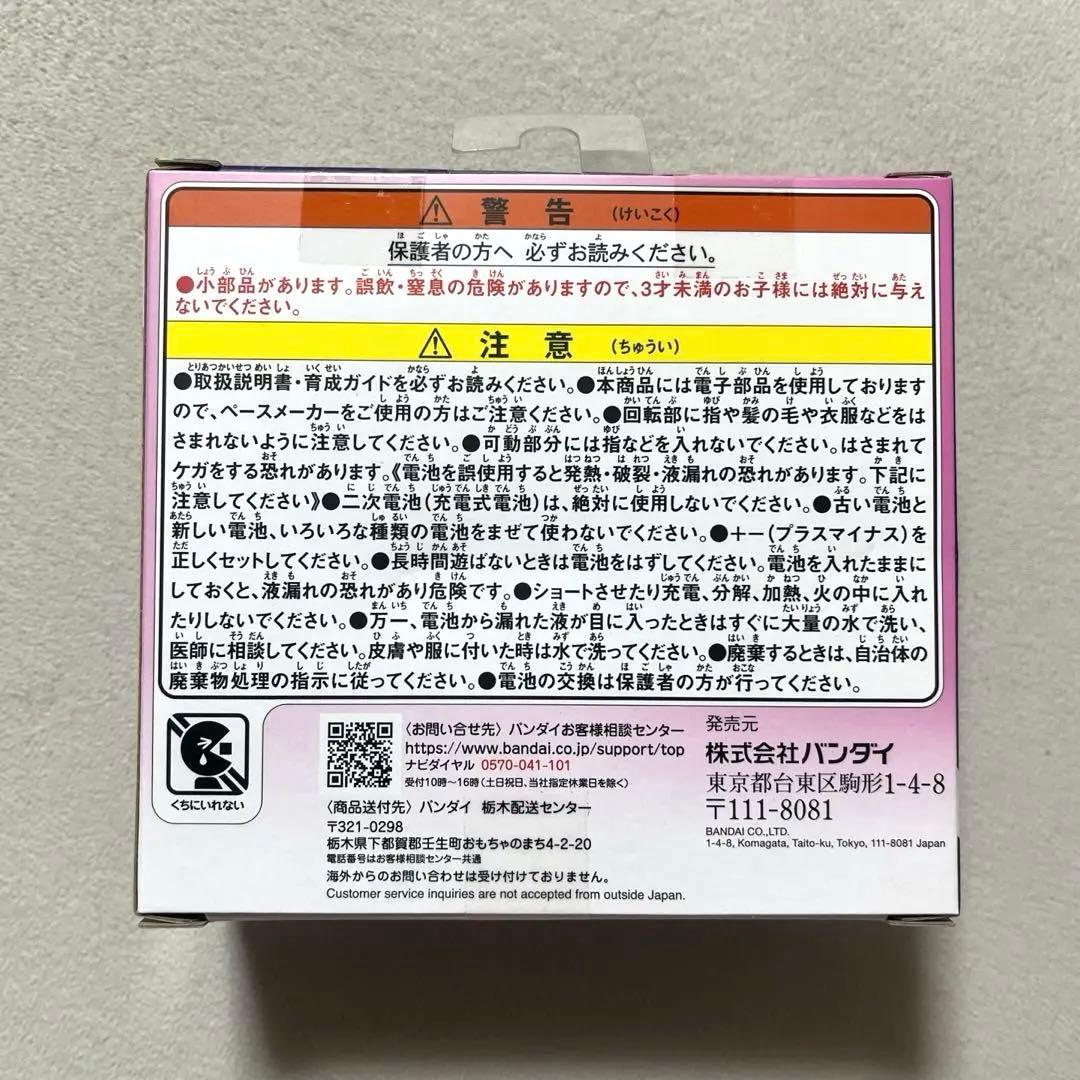 ⚠ 警告 (けいこく)
保護者の方へ 必ずお読みください。
●小部品があります。誤飲・窒息の危険がありますので、3才未満のお子様には絶対に与え
ないでください。
⚠ 注意 (ちゅうい)
●取扱説明書・育成ガイドを必ずお読みください。●本商品には電子部品を使用しております
ので、ペースメーカーをご使用の方はご注意ください。●回転部に指や髪の毛や衣服などをは
さまれないように注意してください。●可動部分には指などを入れないでください。はさまれて
ケガをする恐れがあります。《電池を誤使用すると発熱・破裂・液漏れの恐れがあります。下記に
注意してください》●二次電池(充電式電池)は、絶対に使用しないでください。●古い電池と
新しい電池、いろいろな種類の電池をまぜて使わないでください。●+-(プラスマイナス)を
正しくセットしてください。●長時間遊ばないときは電池をはずしてください。電池を入れたままに
しておくと、液漏れの恐れがあり危険です。●ショートさせたり充電、分解、加熱、火の中に入れ
たりしないでください。●万一、電池から漏れた液が目に入ったときはすぐに大量の水で洗い、
医師に相談してください。皮膚や服に付いた時は水で洗ってください。●廃棄するときは、自治体の
廃棄物処理の指示に従ってください。●電池の交換は保護者の方が行ってください。
くちにいれない
〈お問い合せ先〉バンダイお客様相談センター
https://www.bandai.co.jp/support/top
ナビダイヤル 0570-041-101
受付10時～16時(土日祝日、当社指定休業日を除く)
〈商品送付先〉バンダイ 栃木配送センター
〒321-0298
栃木県下都賀郡壬生町おもちゃのまち4-2-20
電話番号はお客様相談センター共通
海外からのお問い合わせは受け付けておりません。
Customer service inquiries are not accepted from outside Japan.
発売元
株式会社バンダイ
東京都台東区駒形1-4-8
〒111-8081
BANDAI CO.,LTD.
1-4-8, Komagata, Taito-ku, Tokyo, 111-8081 Japan